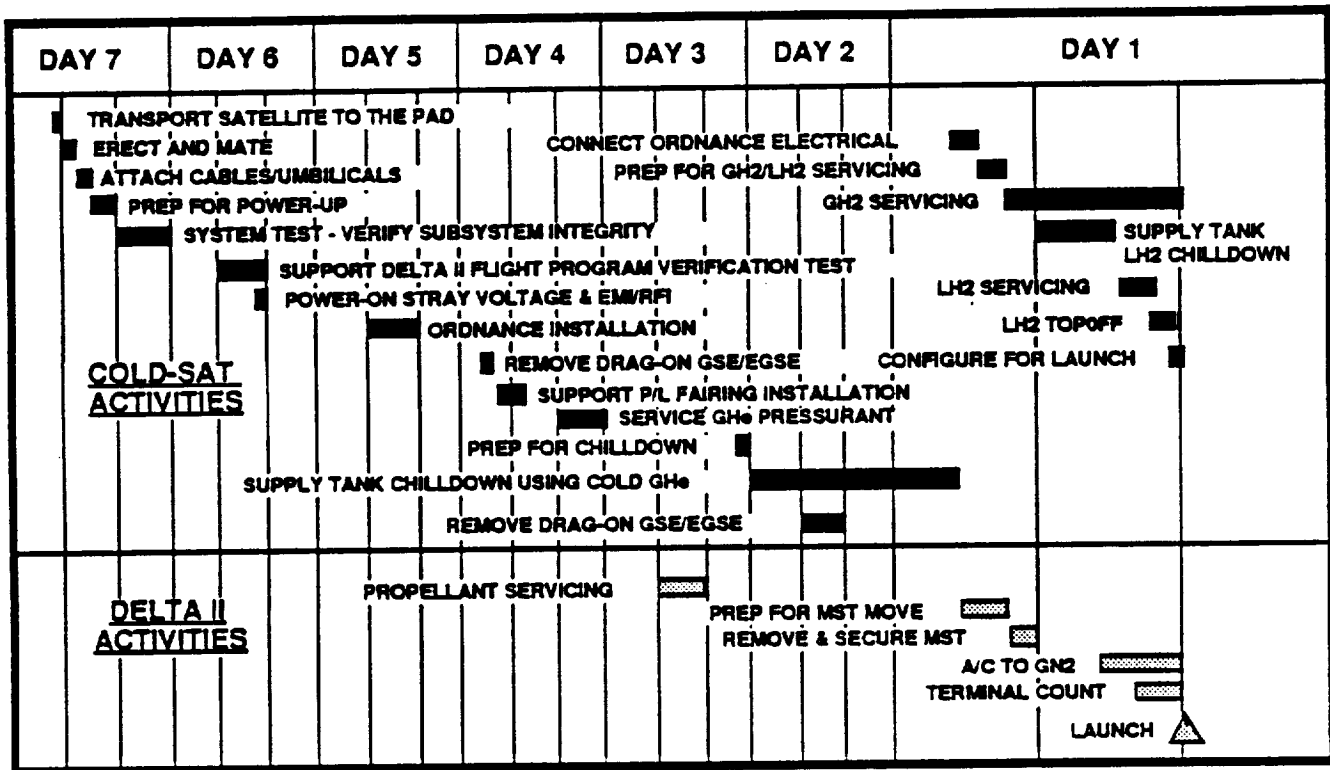 DAY 7 DAY 6 DAY 5 DAY 4 DAY 3 DAY 2 DAY 1
TRANSPORT SATELLITE TO THE PAD
ERECT AND MATE
ATTACH CABLES/UMBILICALS
PREP FOR POWER-UP
SYSTEM TEST - VERIFY SUBSYSTEM INTEGRITY
SUPPORT DELTA II FLIGHT PROGRAM VERIFICATION TEST
POWER-ON STRAY VOLTAGE & EMI/RFI
ORDNANCE INSTALLATION
REMOVE DRAG-ON GSE/EGSE
SUPPORT P/L FAIRING INSTALLATION
SERVICE GHe PRESSURANT
PREP FOR CHILLDOWN
SUPPLY TANK CHILLDOWN USING COLD GHe
REMOVE DRAG-ON GSE/EGSE
COLD-SAT
ACTIVITIES
CONNECT ORDNANCE ELECTRICAL
PREP FOR GH2/LH2 SERVICING
GH2 SERVICING
SUPPLY TANK
LH2 CHILLDOWN
LH2 SERVICING
LH2 TOPOFF
CONFIGURE FOR LAUNCH
DELTA II
ACTIVITIES
PROPELLANT SERVICING
PREP FOR MST MOVE
REMOVE & SECURE MST
A/C TO GN2
TERMINAL COUNT
LAUNCH